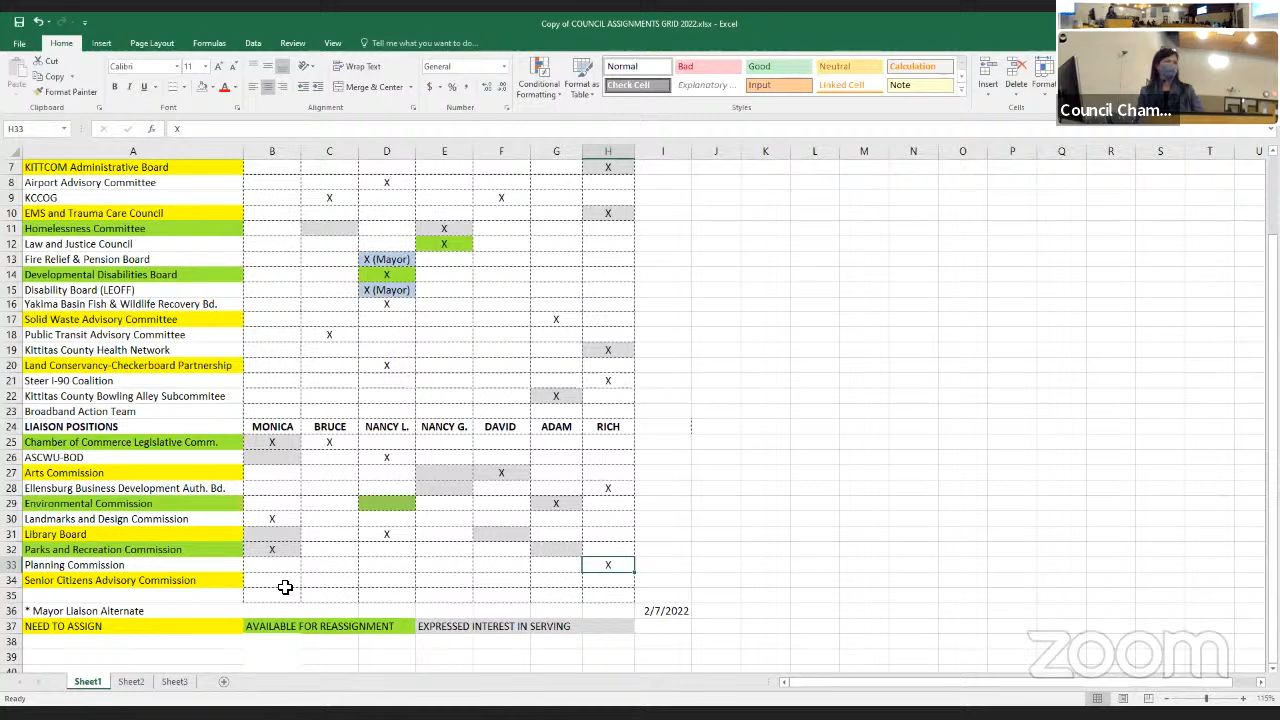 Copy of COUNCIL ASSIGNMENTS GRID 2022.xlsx - Excel
File Home Insert Page Layout Formulas Data Review View Tell me what you want to do...
Cut
Copy
Format Painter
Paste
Clipboard
Calibri 11
Font
Wrap Text
Merge & Center
Alignment
General
Number
Conditional Formatting
Format as Table
Normal Bad Good Neutral Calculation
Check Cell Explanatory ... Input Linked Cell Note
Styles
Insert Delete Format
Cells
Council Cham...
H33 X
A B C D E F G H I J K L M N O P Q R S T U
7 KITTCOM Administrative Board X
8 Airport Advisory Committee X
9 KCCOG X X
10 EMS and Trauma Care Council X
11 Homelessness Committee X
12 Law and Justice Council X
13 Fire Relief & Pension Board X (Mayor)
14 Developmental Disabilities Board X
15 Disability Board (LEOFF) X (Mayor)
16 Yakima Basin Fish & Wildlife Recovery Bd. X
17 Solid Waste Advisory Committee X
18 Public Transit Advisory Committee X
19 Kittitas County Health Network X
20 Land Conservancy-Checkerboard Partnership X
21 Steer I-90 Coalition X
22 Kittitas County Bowling Alley Subcommitee X
23 Broadband Action Team
24 LIAISON POSITIONS MONICA BRUCE NANCY L. NANCY G. DAVID ADAM RICH
25 Chamber of Commerce Legislative Comm. X X
26 ASCWU-BOD X
27 Arts Commission X
28 Ellensburg Business Development Auth. Bd. X
29 Environmental Commission X
30 Landmarks and Design Commission X
31 Library Board X
32 Parks and Recreation Commission X
33 Planning Commission X
34 Senior Citizens Advisory Commission
35
36 * Mayor Liaison Alternate 2/7/2022
37 NEED TO ASSIGN AVAILABLE FOR REASSIGNMENT EXPRESSED INTEREST IN SERVING
38
39
40
zoom
Sheet1 Sheet2 Sheet3
Ready 115%